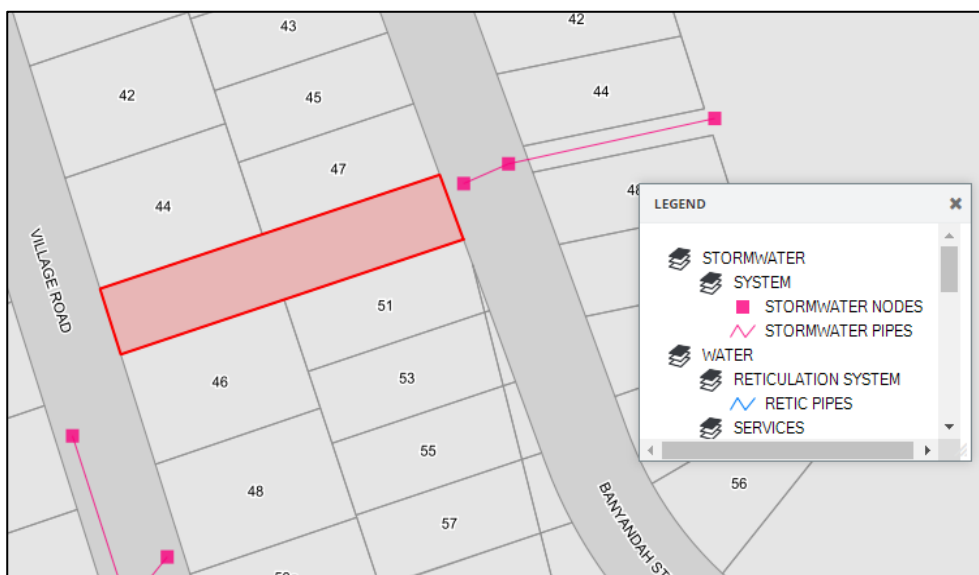 43
42
42
45
44
47
44
48
LEGEND
STORMWATER
SYSTEM
STORMWATER NODES
STORMWATER PIPES
WATER
RETICULATION SYSTEM
RETIC PIPES
SERVICES
VILLAGE ROAD
51
46
53
55
48
56
57
BANYANDAH ST